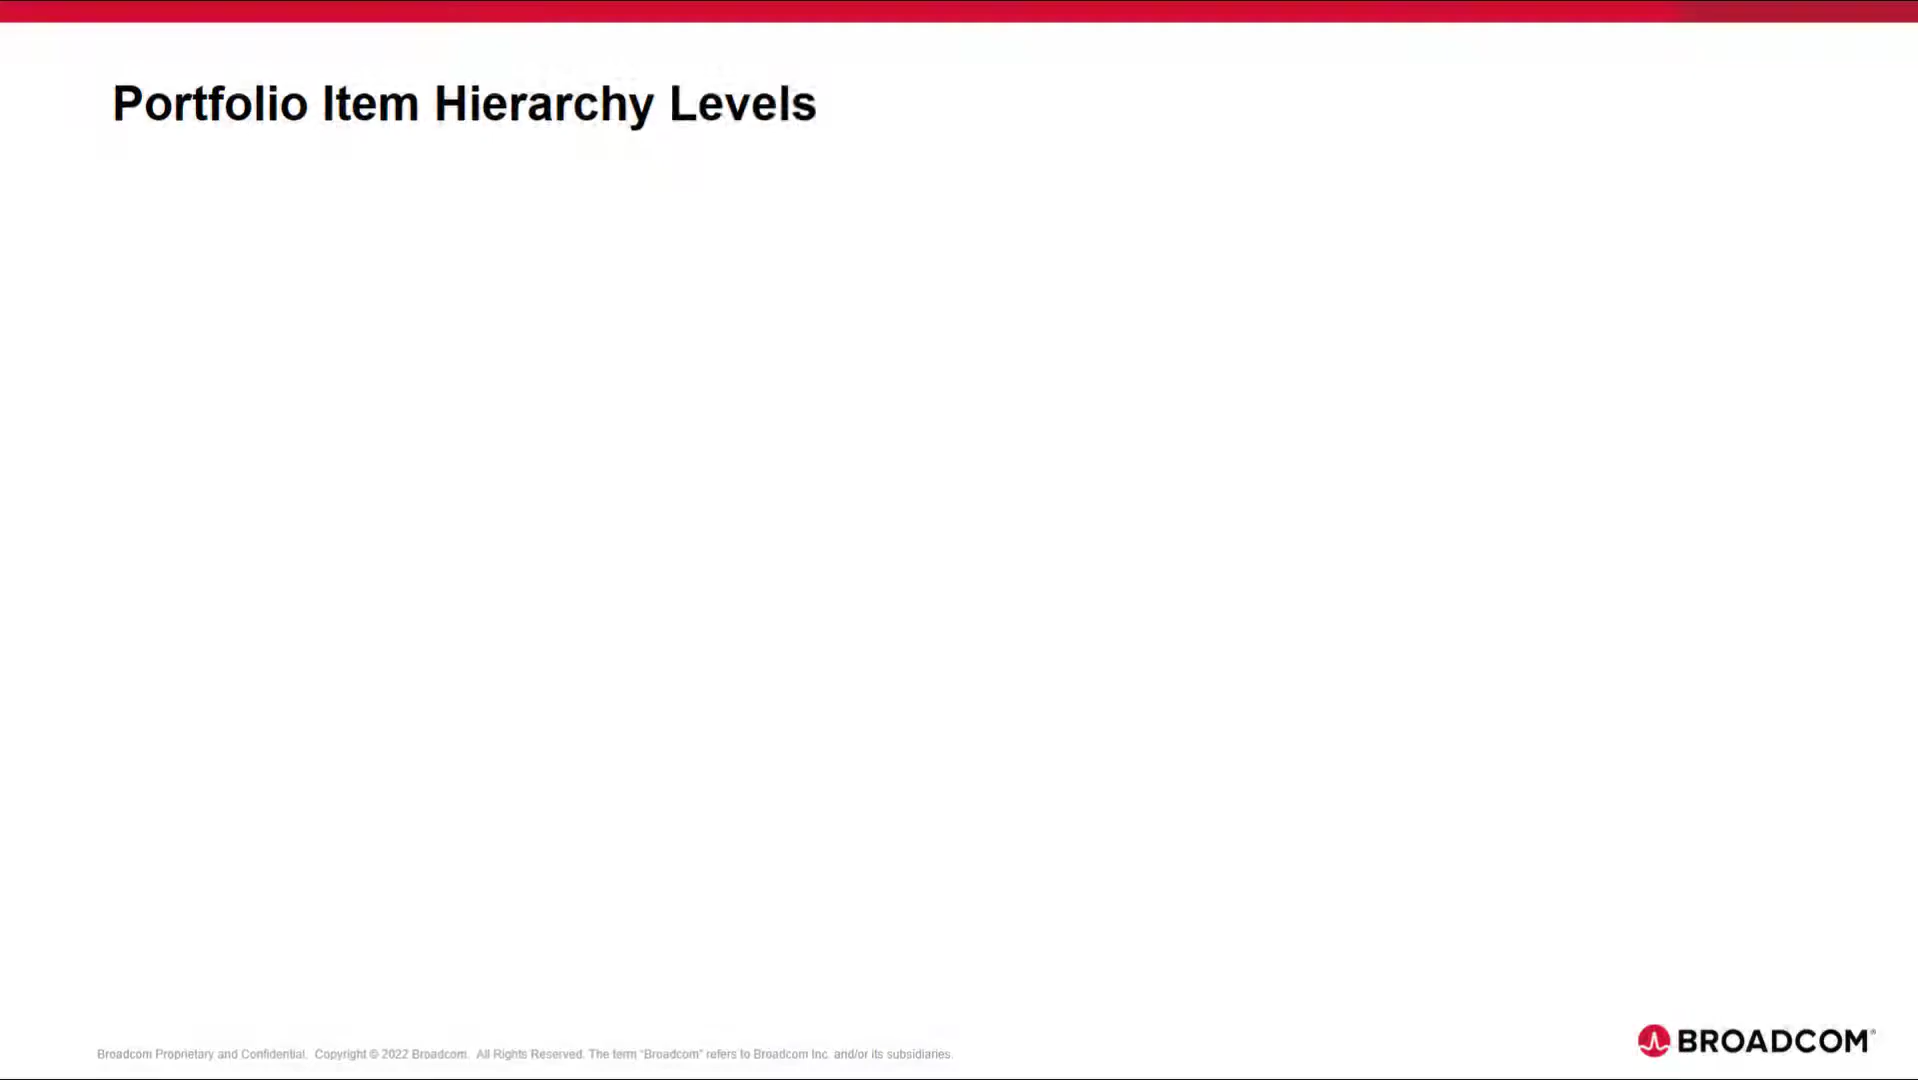 Portfolio Item Hierarchy Levels
Broadcom Proprietary and Confidential. Copyright © 2022 Broadcom. All Rights Reserved. The term “Broadcom” refers to Broadcom Inc. and/or its subsidiaries.
BROADCOM®